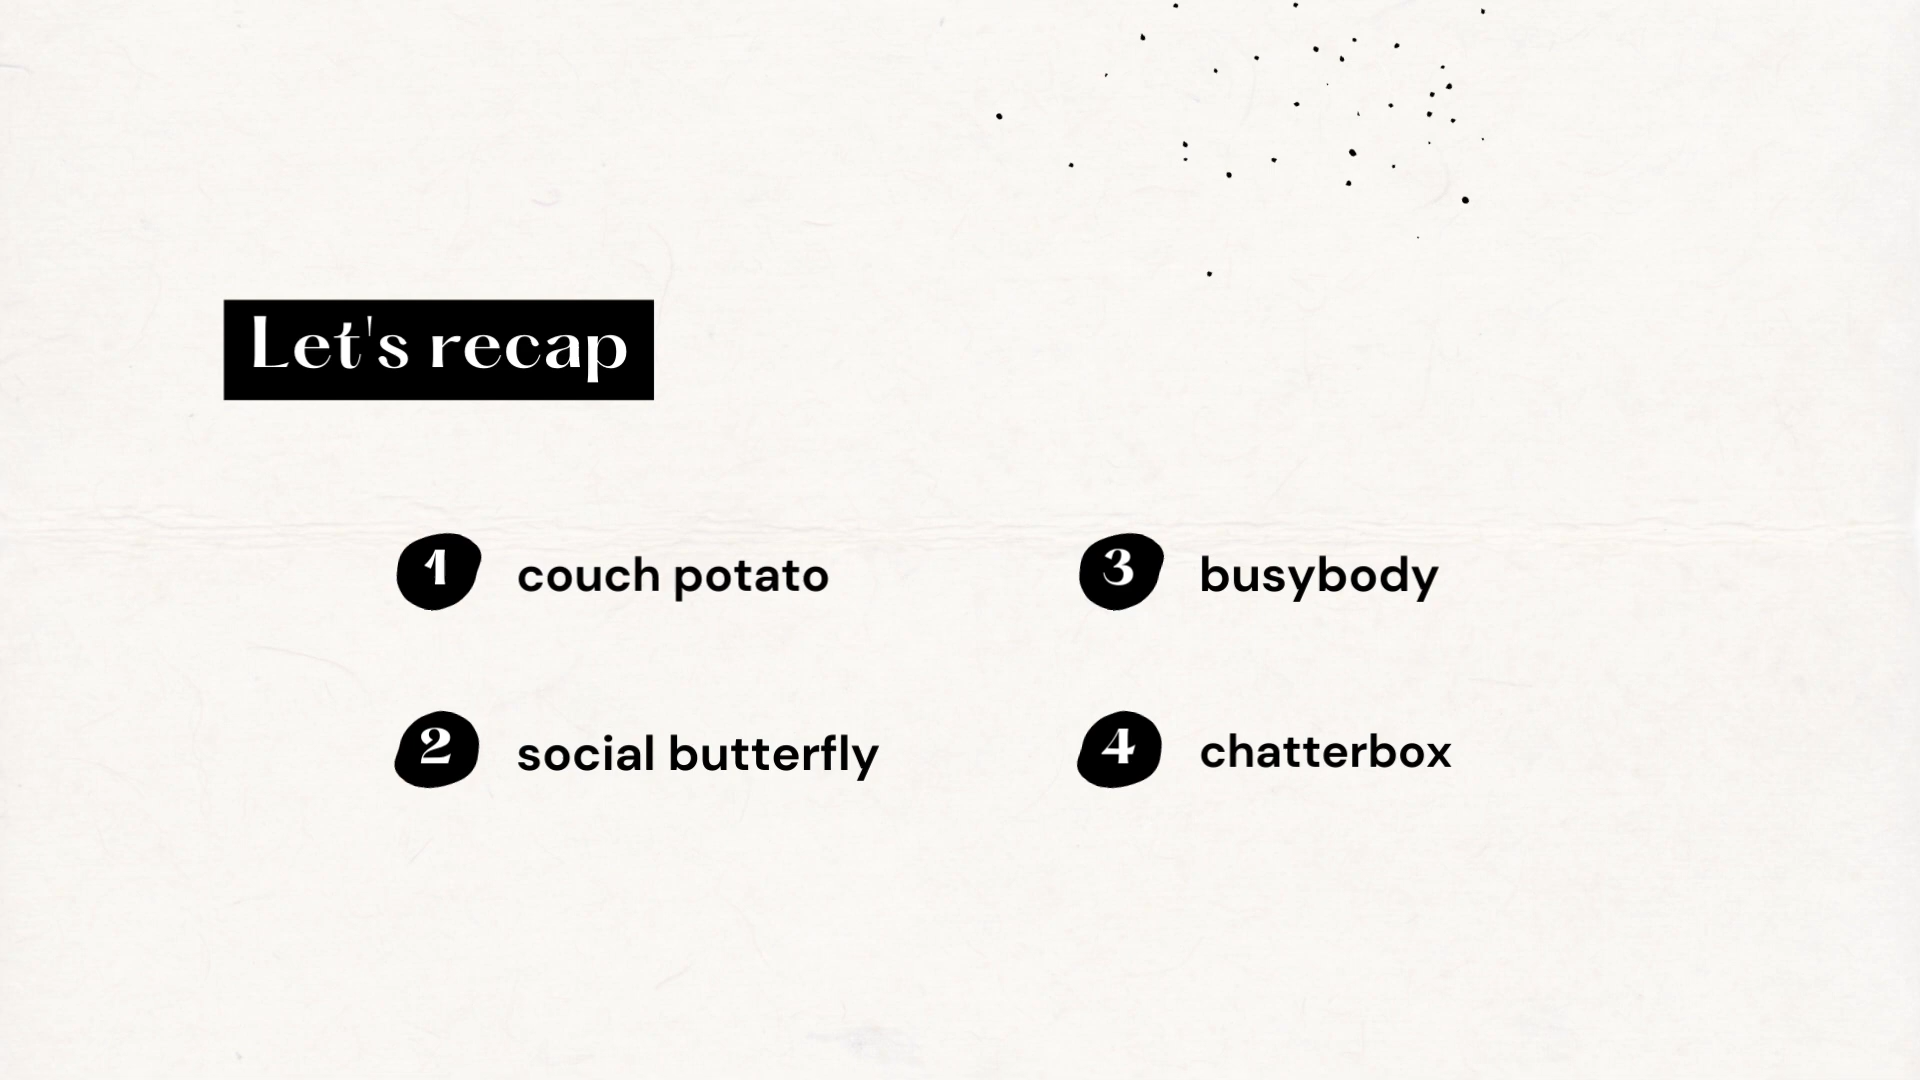 Let's recap
1 couch potato
2 social butterfly
3 busybody
4 chatterbox